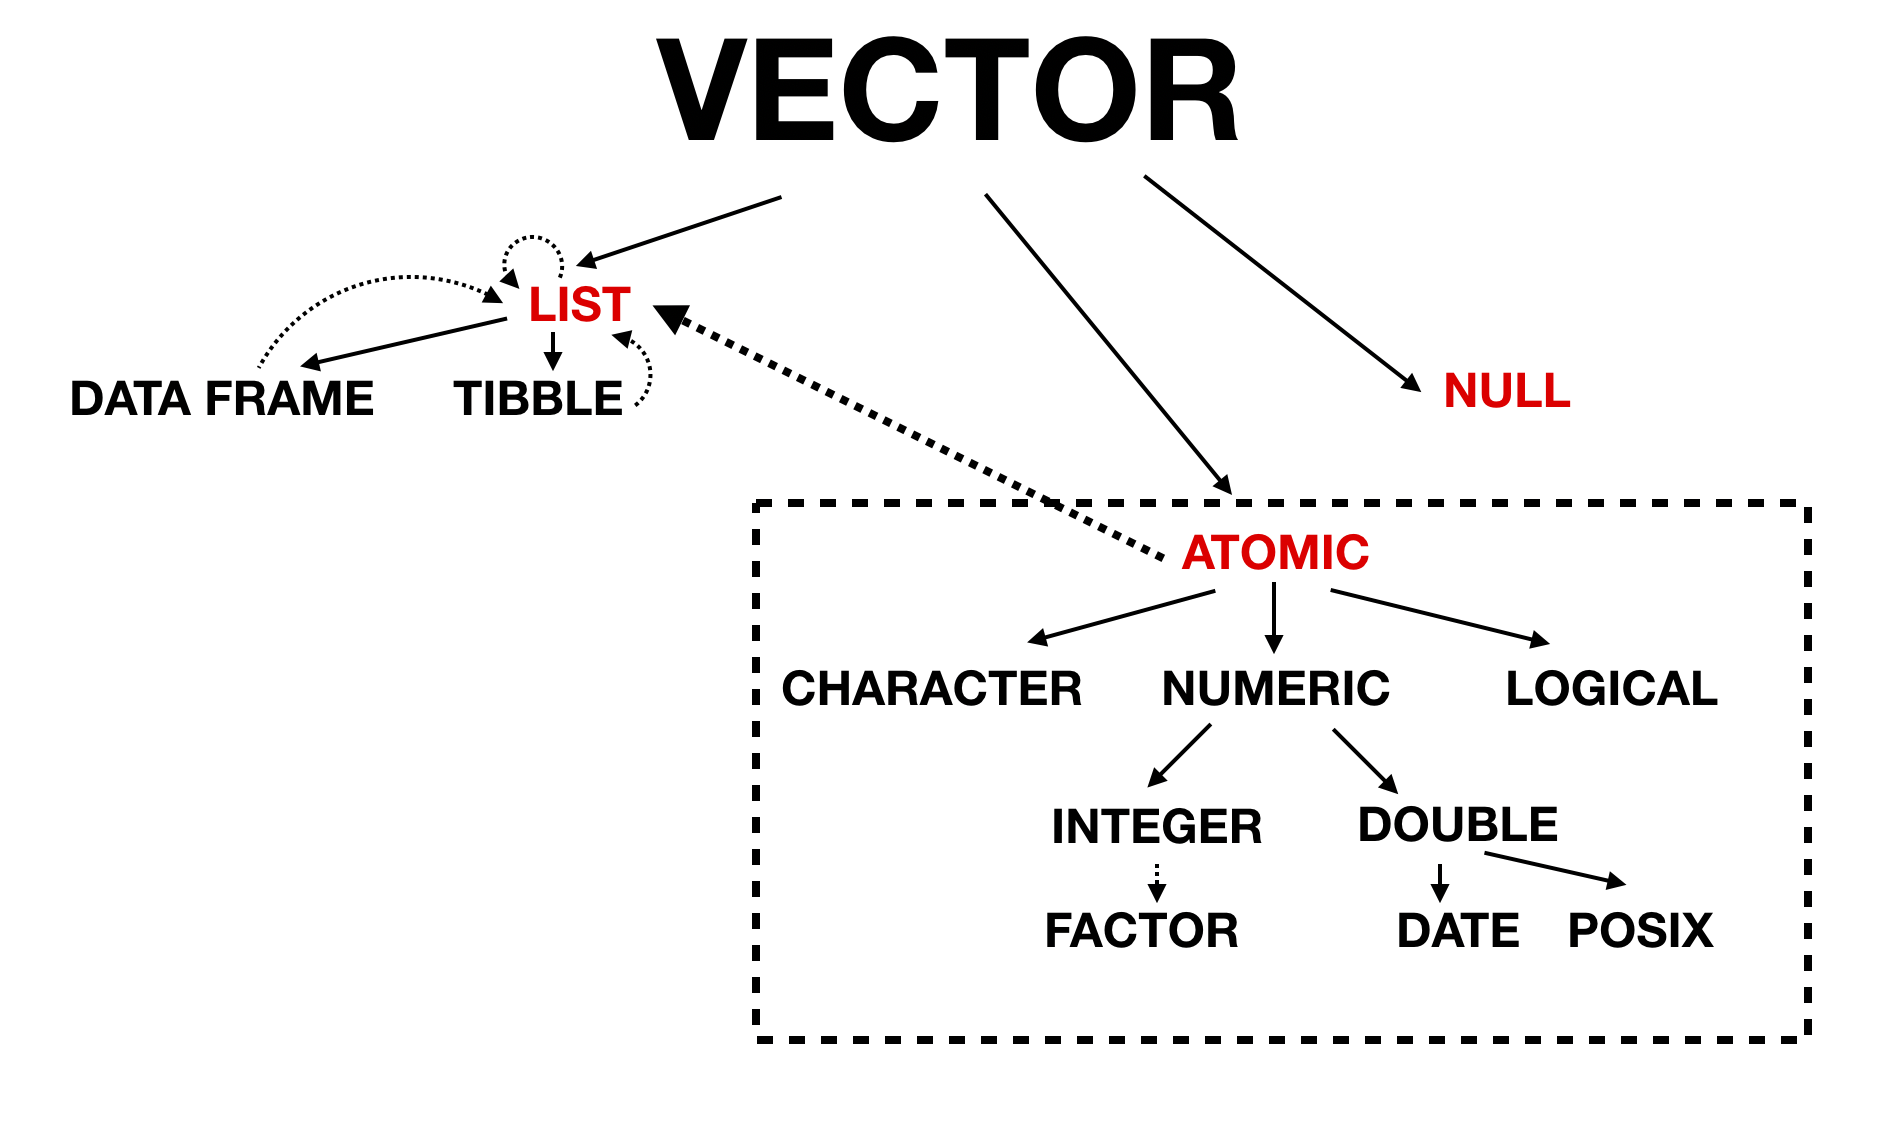 VECTOR
LIST
DATA FRAME
TIBBLE
NULL
ATOMIC
CHARACTER
NUMERIC
LOGICAL
INTEGER
DOUBLE
FACTOR
DATE
POSIX